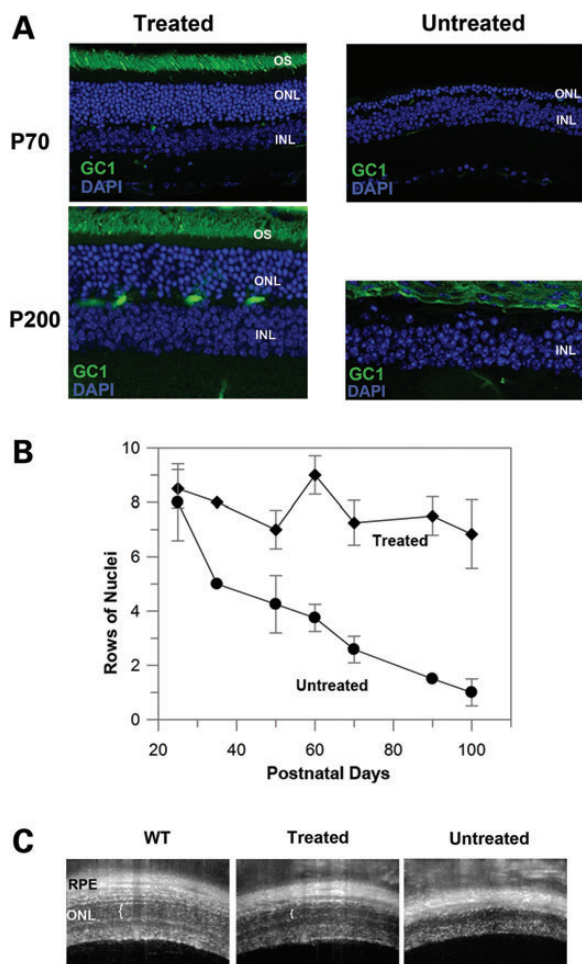 A
Treated
Untreated
P70
OS
ONL
INL
GC1
DAPI
ONL
INL
GC1
DAPI
P200
OS
ONL
INL
GC1
DAPI
INL
GC1
DAPI
B
Rows of Nuclei
10
8
6
4
2
0
Treated
Untreated
20
40
60
80
100
Postnatal Days
C
WT
Treated
Untreated
RPE
ONL